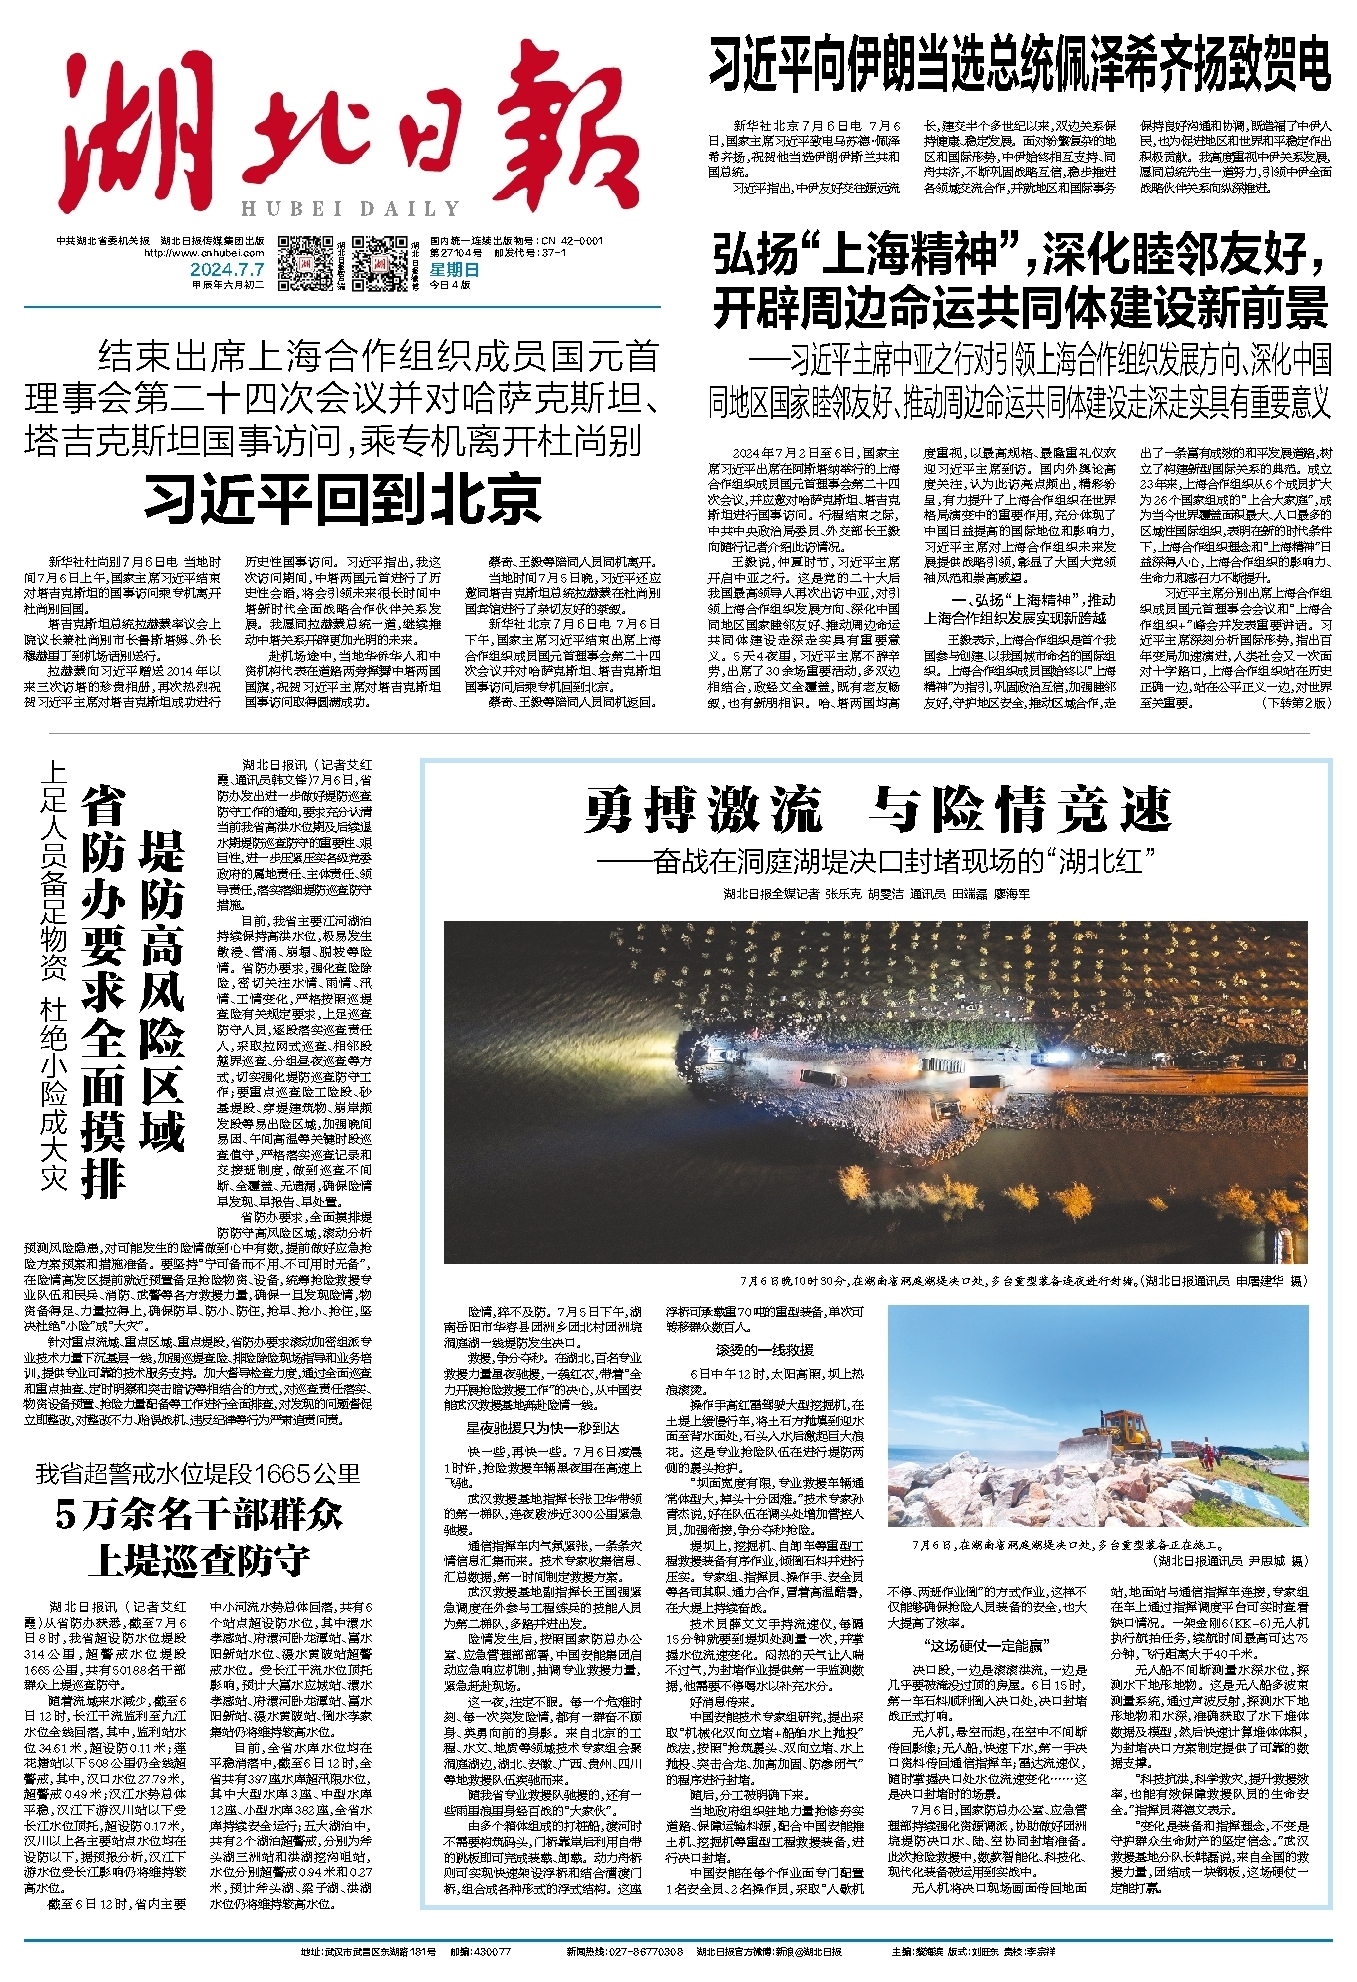 湖北日報
HUBEI DAILY
中共湖北省委机关报 湖北日报传媒集团出版
http://www.cnhubei.com
2024.7.7
甲辰年六月初二
国内统一连续出版物号：CN 42-0001
第27104号 邮发代号：37-1
星期日
今日4版
结束出席上海合作组织成员国元首
理事会第二十四次会议并对哈萨克斯坦、
塔吉克斯坦国事访问，乘专机离开杜尚别
习近平回到北京
新华社杜尚别7月6日电 当地时
间7月6日上午，国家主席习近平结束
对塔吉克斯坦的国事访问乘专机离开
杜尚别回国。
塔吉克斯坦总统拉赫蒙率议会上
院议长兼杜尚别市长鲁斯塔姆、外长
穆赫里丁到机场话别送行。
拉赫蒙向习近平赠送2014年以
来三次访塔的珍贵相册，再次热烈祝
贺习近平主席对塔吉克斯坦成功进行
历史性国事访问。习近平指出，我这
次访问期间，中塔两国元首进行了历
史性会晤，将会引领未来很长时间中
塔新时代全面战略合作伙伴关系发
展。我愿同拉赫蒙总统一道，继续推
动中塔关系开辟更加光明的未来。
赴机场途中，当地华侨华人和中
资机构代表在道路两旁挥舞中塔两国
国旗，祝贺习近平主席对塔吉克斯坦
国事访问取得圆满成功。
蔡奇、王毅等陪同人员同机离开。
当地时间7月5日晚，习近平还应
邀同塔吉克斯坦总统拉赫蒙在杜尚别
国宾馆进行了亲切友好的茶叙。
新华社北京7月6日电 7月6日
下午，国家主席习近平结束出席上海
合作组织成员国元首理事会第二十四
次会议并对哈萨克斯坦、塔吉克斯坦
国事访问后乘专机回到北京。
蔡奇、王毅等陪同人员同机返回。
习近平向伊朗当选总统佩泽希齐扬致贺电
新华社北京7月6日电 7月6
日，国家主席习近平致电马苏德·佩泽
希齐扬，祝贺他当选伊朗伊斯兰共和
国总统。
习近平指出，中伊友好交往源远流
长，建交半个多世纪以来，双边关系保
持健康、稳定发展。面对纷繁复杂的地
区和国际形势，中伊始终相互支持、同
舟共济，不断巩固战略互信，稳步推进
各领域交流合作，并就地区和国际事务
保持良好沟通和协调，既造福了中伊人
民，也为促进地区和世界和平稳定作出
积极贡献。我高度重视中伊关系发展，
愿同总统先生一道努力，引领中伊全面
战略伙伴关系向纵深推进。
弘扬“上海精神”，深化睦邻友好，
开辟周边命运共同体建设新前景
——习近平主席中亚之行对引领上海合作组织发展方向、深化中国
同地区国家睦邻友好、推动周边命运共同体建设走深走实具有重要意义
2024年7月2日至6日，国家主
席习近平出席在阿斯塔纳举行的上海
合作组织成员国元首理事会第二十四
次会议，并应邀对哈萨克斯坦、塔吉克
斯坦进行国事访问。行程结束之际，
中共中央政治局委员、外交部长王毅
向随行记者介绍此访情况。
王毅说，仲夏时节，习近平主席
开启中亚之行。这是党的二十大后
我国最高领导人再次出访中亚，对引
领上海合作组织发展方向、深化中国
同地区国家睦邻友好、推动周边命运
共同体建设走深走实具有重要意
义。5天4夜里，习近平主席不辞辛
劳，出席了30余场重要活动，多双边
相结合，政经文全覆盖，既有老友畅
叙，也有新朋相识。哈、塔两国均高
度重视，以最高规格、最隆重礼仪欢
迎习近平主席到访。国内外舆论高
度关注，认为此访亮点频出，精彩纷
呈，有力提升了上海合作组织在世界
格局演变中的重要作用，充分体现了
中国日益提高的国际地位和影响力，
习近平主席对上海合作组织未来发
展提供战略引领，彰显了大国大党领
袖风范和崇高威望。
一、弘扬“上海精神”，推动
上海合作组织发展实现新跨越
王毅表示，上海合作组织是首个我
国参与创建、以我国城市命名的国际组
织。上海合作组织成员国始终以“上海
精神”为指引，巩固政治互信，加强睦邻
友好，守护地区安全，推动区域合作，走
出了一条富有成效的和平发展道路，树
立了构建新型国际关系的典范。成立
23年来，上海合作组织从6个成员扩大
为26个国家组成的“上合大家庭”，成
为当今世界覆盖面积最大、人口最多的
区域性国际组织，表明在新的时代条件
下，上海合作组织理念和“上海精神”日
益深得人心，上海合作组织的影响力、
生命力和感召力不断提升。
习近平主席分别出席上海合作组
织成员国元首理事会会议和“上海合
作组织+”峰会并发表重要讲话。习
近平主席深刻分析国际形势，指出百
年变局加速演进，人类社会又一次面
对十字路口，上海合作组织站在历史
正确一边，站在公平正义一边，对世界
至关重要。 （下转第2版）
上足人员备足物资 杜绝小险成大灾
省防办要求全面摸排
堤防高风险区域
湖北日报讯（记者艾红
霞、通讯员韩文锋）7月6日，省
防办发出进一步做好堤防巡查
防守工作的通知，要求充分认清
当前我省高洪水位期及后续退
水期堤防巡查防守的重要性、艰
巨性，进一步压紧压实各级党委
政府的属地责任、主体责任、领
导责任，落实落细堤防巡查防守
措施。
目前，我省主要江河湖泊
持续保持高洪水位，极易发生
散浸、管涌、崩塌、脱坡等险
情。省防办要求，强化查险除
险，密切关注水情、雨情、汛
情、工情变化，严格按照巡堤
查险有关规定要求，上足巡查
防守人员，逐段落实巡查责任
人，采取拉网式巡查、相邻段
越界巡查、分组昼夜巡查等方
式，切实强化堤防巡查防守工
作；要重点巡查险工险段、砂
基堤段、穿堤建筑物、崩岸频
发段等易出险区域，加强晚间
易困、午间高温等关键时段巡
查值守，严格落实巡查记录和
交接班制度，做到巡查不间
断、全覆盖、无遗漏，确保险情
早发现、早报告、早处置。
省防办要求，全面摸排堤
防防守高风险区域，滚动分析
预测风险隐患，对可能发生的险情做到心中有数，提前做好应急抢
险方案预案和措施准备。要坚持“宁可备而不用、不可用时无备”，
在险情高发区提前就近预置备足抢险物资、设备，统筹抢险救援专
业队伍和民兵、消防、武警等各方救援力量，确保一旦发现险情，物
资备得足、力量拉得上，确保防早、防小、防住，抢早、抢小、抢住，坚
决杜绝“小险”成“大灾”。
针对重点流域、重点区域、重点堤段，省防办要求滚动加密组派专
业技术力量下沉基层一线，加强巡堤查险、排险除险现场指导和业务培
训，提供专业可靠的技术服务支持。加大督导检查力度，通过全面巡查
和重点抽查、定时明察和突击暗访等相结合的方式，对巡查责任落实、
物资设备预置、抢险力量配备等工作进行全面排查，对发现的问题督促
立即整改，对整改不力、贻误战机、违反纪律等行为严肃追责问责。
我省超警戒水位堤段1665公里
5万余名干部群众
上堤巡查防守
湖北日报讯（记者艾红
霞）从省防办获悉，截至7月6
日8时，我省超设防水位堤段
314公里，超警戒水位堤段
1665公里，共有50188名干部
群众上堤巡查防守。
随着流域来水减少，截至6
日12时，长江干流监利至九江
水位全线回落，其中，监利站水
位34.61米，超设防0.11米；莲
花塘站以下508公里仍全线超
警戒，其中，汉口水位27.79米，
超警戒0.49米；汉江水势总体
平稳，汉江下游汉川站以下受
长江水位顶托，超设防0.17米，
汉川以上各主要站点水位均在
设防以下，据预报分析，汉江下
游水位受长江影响仍将维持较
高水位。
截至6日12时，省内主要
中小河流水势总体回落，共有6
个站点超设防水位，其中澴水
孝感站、府澴河卧龙潭站、富水
阳新站水位、滠水黄陂站超警
戒水位。受长江干流水位顶托
影响，预计大富水应城站、澴水
孝感站、府澴河卧龙潭站、富水
阳新站、滠水黄陂站、倒水李家
集站仍将维持较高水位。
目前，全省水库水位均在
平稳消落中，截至6日12时，全
省共有397座水库超汛限水位，
其中大型水库3座、中型水库
12座、小型水库382座，全省水
库持续安全运行；五大湖泊中，
共有2个湖泊超警戒，分别为斧
头湖三洲站和洪湖挖沟咀站，
水位分别超警戒0.94米和0.27
米，预计斧头湖、梁子湖、洪湖
水位仍将维持较高水位。
勇搏激流 与险情竞速
——奋战在洞庭湖堤决口封堵现场的“湖北红”
湖北日报全媒记者 张乐克 胡雯洁 通讯员 田端磊 廖海军
7月6日晚10时30分，在湖南省洞庭湖堤决口处，多台重型装备连夜进行封堵。（湖北日报通讯员 申居建华 摄）
险情，猝不及防。7月5日下午，湖
南岳阳市华容县团洲乡团北村团洲垸
洞庭湖一线堤防发生决口。
救援，争分夺秒。在湖北，百名专业
救援力量星夜驰援，一袭红衣，带着“全
力开展抢险救援工作”的决心，从中国安
能武汉救援基地奔赴险情一线。
星夜驰援只为快一秒到达
快一些，再快一些。7月6日凌晨
1时许，抢险救援车辆黑夜里在高速上
飞驰。
武汉救援基地指挥长张卫华带领
的第一梯队，连夜跋涉近300公里紧急
驰援。
通信指挥车内气氛紧张，一条条灾
情信息汇集而来。技术专家收集信息、
汇总数据，第一时间制定救援方案。
武汉救援基地副指挥长王国强紧
急调度在外参与工程练兵的技能人员
为第二梯队，多路并进出发。
险情发生后，按照国家防总办公
室、应急管理部部署，中国安能集团启
动应急响应机制，抽调专业救援力量，
紧急赶赴现场。
这一夜，注定不眠。每一个危难时
刻、每一次突发险情，都有一群奋不顾
身、英勇向前的身影。来自北京的工
程、水文、地质等领域技术专家组会聚
洞庭湖边，湖北、安徽、广西、贵州、四川
等地救援队伍疾驰而来。
随我省专业救援队驰援的，还有一
些雨里浪里身经百战的“大家伙”。
由多个箱体组成的打桩船，渡河时
不需要构筑码头，门桥靠岸后利用自带
的跳板即可完成装载、卸载。动力舟桥
则可实现快速架设浮桥和结合漕渡门
桥，组合成各种形式的浮式结构。这座
浮桥可承载重70吨的重型装备，单次可
转移群众数百人。
滚烫的一线救援
6日中午12时，太阳高照，坝上热
浪滚烫。
操作手高红雷驾驶大型挖掘机，在
土堤上缓慢行车，将土石方抛填到迎水
面至背水面处，石头入水后激起巨大浪
花。这是专业抢险队伍在进行堤防两
侧的裹头抢护。
“坝面宽度有限，专业救援车辆通
常体型大，掉头十分困难。”技术专家孙
背杰说，好在队伍在调头处增加管控人
员，加强衔接，争分夺秒抢险。
堤坝上，挖掘机、自卸车等重型工
程救援装备有序作业，倾倒石料并进行
压实。专家组、指挥员、操作手、安全员
等各司其职、通力合作，冒着高温酷暑，
在大堤上持续奋战。
技术员薛文文手持流速仪，每隔
15分钟就要到堤坝处测量一次，并掌
握水位流速变化。闷热的天气让人喘
不过气，为封堵作业提供第一手监测数
据，他需要不停喝水以补充水分。
好消息传来。
中国安能技术专家组研究，提出采
取“机械化双向立堵+船舶水上抛投”
战法，按照“抢筑裹头、双向立堵、水上
抛投、突击合龙、加高加固、防渗闭气”
的程序进行封堵。
随后，分工被明确下来。
当地政府组织驻地力量抢修夯实
道路、保障运输料源，配合中国安能推
土机、挖掘机等重型工程救援装备，进
行决口封堵。
中国安能在每个作业面专门配置
1名安全员、2名操作员，采取“人歇机
7月6日，在湖南省洞庭湖堤决口处，多台重型装备正在施工。
（湖北日报通讯员 尹思城 摄）
不停、两班作业倒”的方式作业，这样不
仅能够确保抢险人员装备的安全，也大
大提高了效率。
“这场硬仗一定能赢”
决口段，一边是滚滚洪流，一边是
几乎要被淹没过顶的房屋。6日15时，
第一车石料顺利倒入决口处，决口封堵
战正式打响。
无人机，悬空而起，在空中不间断
传回影像；无人船，快速下水，第一手决
口资料传回通信指挥车；雷达流速仪，
随时掌握决口处水位流速变化……这
是决口封堵时的场景。
7月6日，国家防总办公室、应急管
理部持续强化资源调派，协助做好团洲
垸堤防决口水、陆、空协同封堵准备。
此次抢险救援中，数数智能化、科技化、
现代化装备被运用到实战中。
无人机将决口现场画面传回地面
站，地面站与通信指挥车连接，专家组
在车上通过指挥调度平台可实时查看
缺口情况。一架金刚6（KK-6）无人机
执行航拍任务，续航时间最高可达75
分钟，飞行距离大于40千米。
无人船不间断测量水深水位，探
测水下地形地物。这是无人船多波束
测量系统，通过声波反射，探测水下地
形地物和水深，准确获取了水下堆体
数据及模型，然后快速计算堆体体积，
为封堵决口方案制定提供了可靠的数
据支撑。
“科技抗洪，科学救灾，提升救援效
率，也能有效保障救援队员的生命安
全。”指挥员蒋德文表示。
“变化是装备和指挥理念，不变是
守护群众生命财产的坚定信念。”武汉
救援基地分队长韩磊说，来自全国的救
援力量，团结成一块钢板，这场硬仗一
定能打赢。
地址：武汉市武昌区东湖路181号 邮编：430077
新闻热线：027-86770308 湖北日报官方微博：新浪@湖北日报
主编：黎海滨 版式：刘阳东 责校：李宗祥